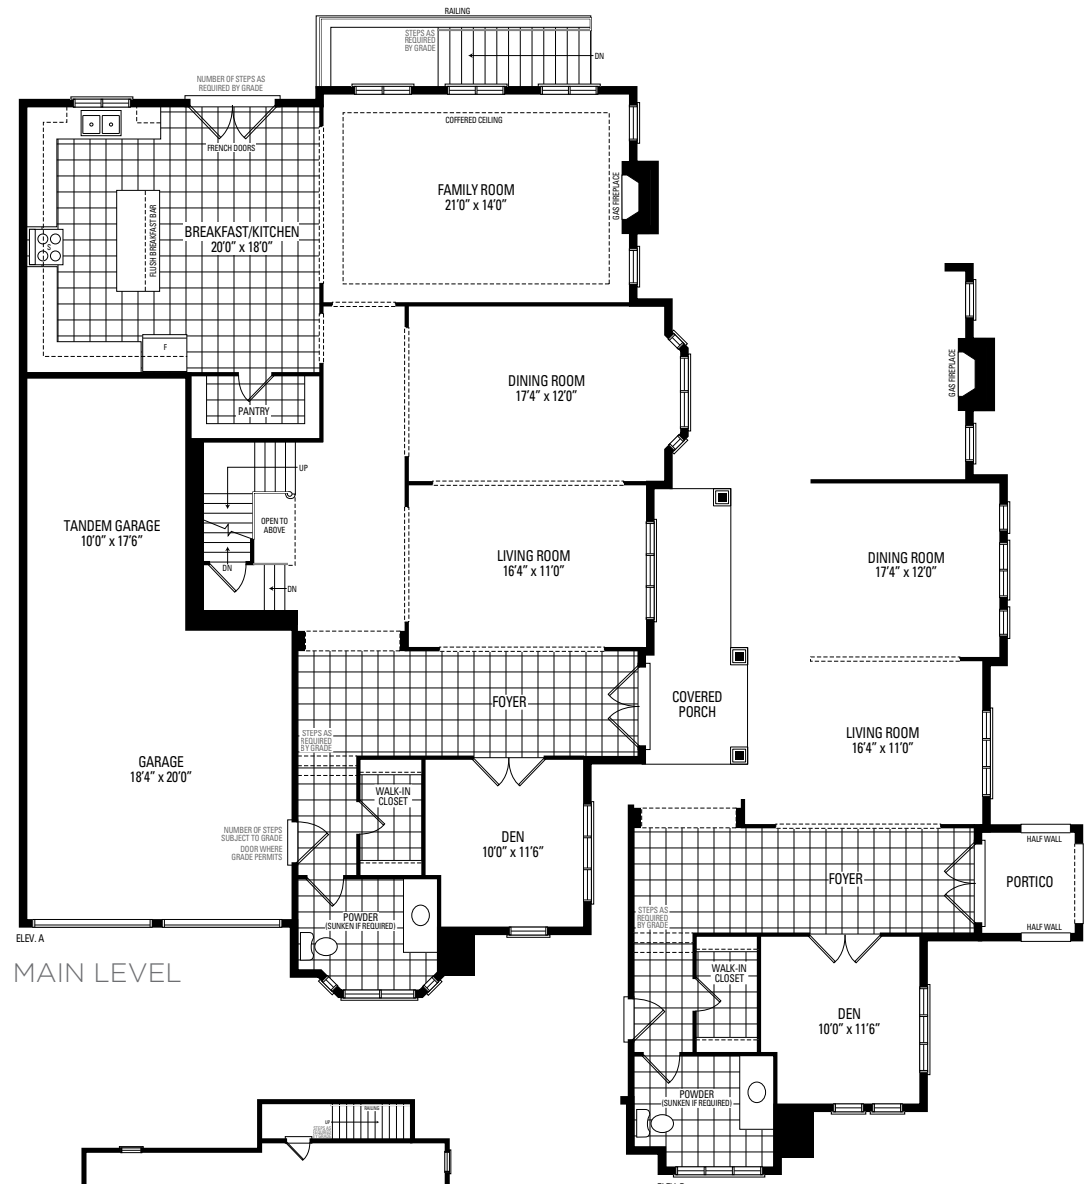 RAILING
STEPS AS
REQUIRED
BY GRADE
DN
NUMBER OF STEPS AS
REQUIRED BY GRADE
FRENCH DOORS
COFFERED CEILING
FAMILY ROOM
21'0" x 14'0"
GAS FIREPLACE
BREAKFAST/KITCHEN
20'0" x 18'0"
FLUSH BREAKFAST BAR
S
F
PANTRY
DINING ROOM
17'4" x 12'0"
GAS FIREPLACE
UP
OPEN TO
ABOVE
DN
DN
TANDEM GARAGE
10'0" x 17'6"
LIVING ROOM
16'4" x 11'0"
DINING ROOM
17'4" x 12'0"
FOYER
COVERED
PORCH
STEPS AS
REQUIRED
BY GRADE
LIVING ROOM
16'4" x 11'0"
GARAGE
18'4" x 20'0"
WALK-IN
CLOSET
NUMBER OF STEPS
SUBJECT TO GRADE
DOOR WHERE
GRADE PERMITS
DEN
10'0" x 11'6"
HALF WALL
FOYER
PORTICO
HALF WALL
POWDER
(SUNKEN IF REQUIRED)
STEPS AS
REQUIRED
BY GRADE
ELEV. A
MAIN LEVEL
WALK-IN
CLOSET
DEN
10'0" x 11'6"
POWDER
(SUNKEN IF REQUIRED)
RAILING
UP
STEPS AS
REQUIRED
BY GRADE